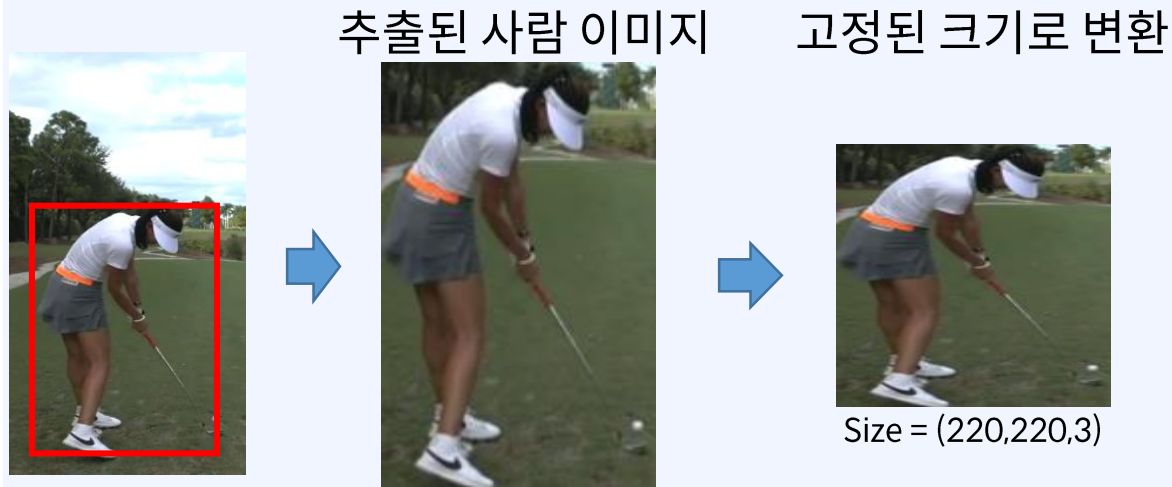 추출된 사람 이미지
고정된 크기로 변환
Size = (220,220,3)